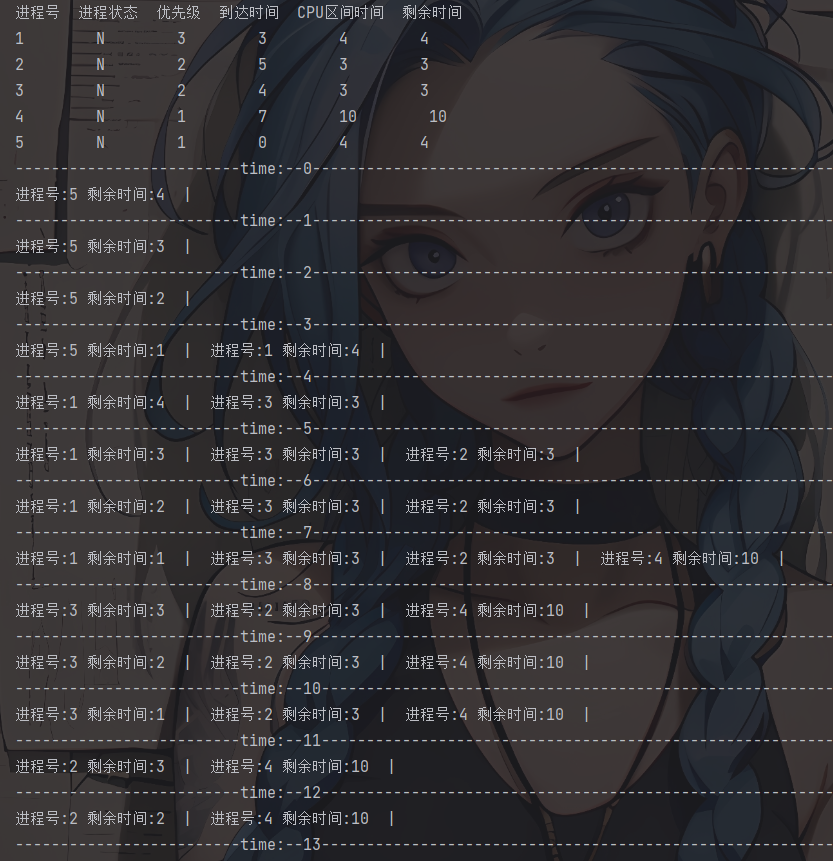 进程号  进程状态  优先级  到达时间  CPU区间时间  剩余时间
1 N 3 3 4 4
2 N 2 5 3 3
3 N 2 4 3 3
4 N 1 7 10 10
5 N 1 0 4 4
------------------------------time:--0----------------------------------------------------------------------
进程号:5 剩余时间:4  |
------------------------------time:--1----------------------------------------------------------------------
进程号:5 剩余时间:3  |
------------------------------time:--2----------------------------------------------------------------------
进程号:5 剩余时间:2  |
------------------------------time:--3----------------------------------------------------------------------
进程号:5 剩余时间:1  |  进程号:1 剩余时间:4  |
------------------------------time:--4----------------------------------------------------------------------
进程号:1 剩余时间:4  |  进程号:3 剩余时间:3  |
------------------------------time:--5----------------------------------------------------------------------
进程号:1 剩余时间:3  |  进程号:3 剩余时间:3  |  进程号:2 剩余时间:3  |
------------------------------time:--6----------------------------------------------------------------------
进程号:1 剩余时间:2  |  进程号:3 剩余时间:3  |  进程号:2 剩余时间:3  |
------------------------------time:--7----------------------------------------------------------------------
进程号:1 剩余时间:1  |  进程号:3 剩余时间:3  |  进程号:2 剩余时间:3  |  进程号:4 剩余时间:10  |
------------------------------time:--8----------------------------------------------------------------------
进程号:3 剩余时间:3  |  进程号:2 剩余时间:3  |  进程号:4 剩余时间:10  |
------------------------------time:--9----------------------------------------------------------------------
进程号:3 剩余时间:2  |  进程号:2 剩余时间:3  |  进程号:4 剩余时间:10  |
------------------------------time:--10---------------------------------------------------------------------
进程号:3 剩余时间:1  |  进程号:2 剩余时间:3  |  进程号:4 剩余时间:10  |
------------------------------time:--11---------------------------------------------------------------------
进程号:2 剩余时间:3  |  进程号:4 剩余时间:10  |
------------------------------time:--12---------------------------------------------------------------------
进程号:2 剩余时间:2  |  进程号:4 剩余时间:10  |
------------------------------time:--13---------------------------------------------------------------------